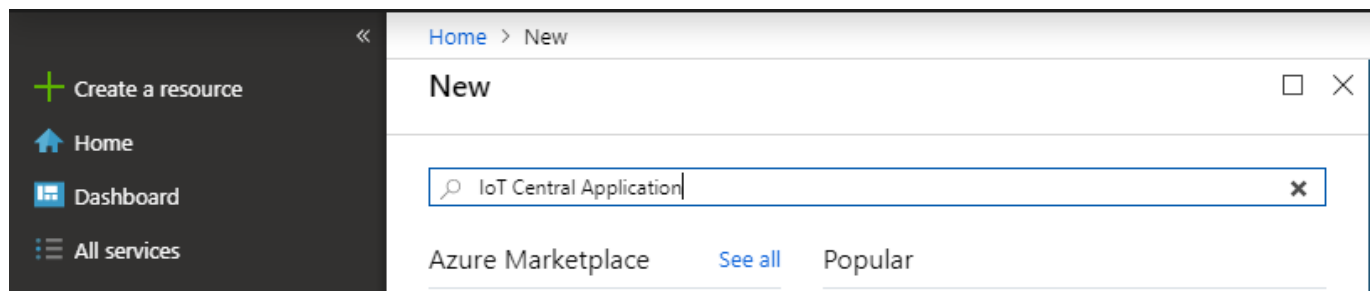 «
Home > New
Create a resource
New
Home
IoT Central Application
Dashboard
All services
Azure Marketplace
See all
Popular